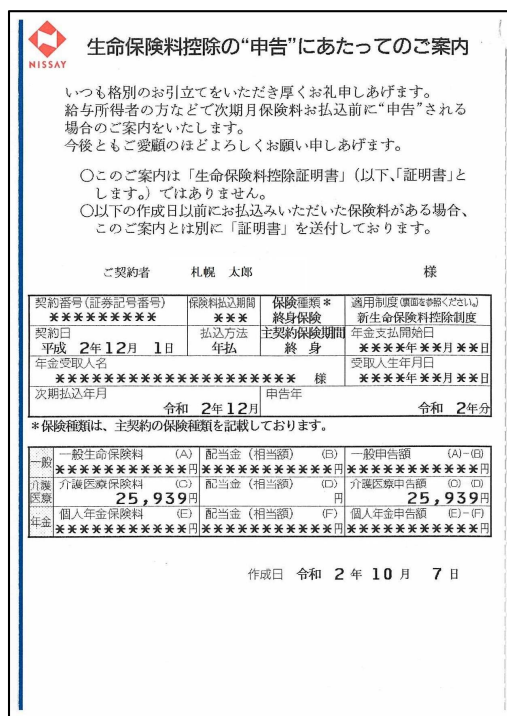 NISSAY
生命保険料控除の“申告”にあたってのご案内
いつも格別のお引立てをいただき厚くお礼申しあげます。
給与所得者の方などで次期月保険料お払込前に“申告”される
場合のご案内をいたします。
今後ともご愛顧のほどよろしくお願い申しあげます。
○このご案内は「生命保険料控除証明書」(以下、「証明書」と
します。)ではありません。
○以下の作成日以前にお払込みいただいた保険料がある場合、
このご案内とは別に「証明書」を送付しております。
ご契約者 札幌 太郎 様
契約番号(証券記号番号) 保険料払込期間 保険種類* 適用制度(裏面を参照ください。)
********* *** 終身保険 新生命保険料控除制度
契約日 払込方法 主契約保険期間 年金支払開始日
平成 2年12月 1日 年払 終 身 ****年**月**日
年金受取人名 受取人生年月日
********************** 様 ****年**月**日
次期払込年月 申告年
令和 2年12月 令和 2年分
*保険種類は、主契約の保険種類を記載しております。
一般 一般生命保険料 (A) 配当金(相当額) (B) 一般申告額 (A)-(B)
***********円 ***********円 ***********円
介護医療 介護医療保険料 (C) 配当金(相当額) (D) 介護医療申告額 (C) (D)
25,939円 円 25,939円
年金 個人年金保険料 (E) 配当金(相当額) (F) 個人年金申告額 (E)-(F)
***********円 ***********円 ***********円
作成日 令和 2 年 10 月 7 日